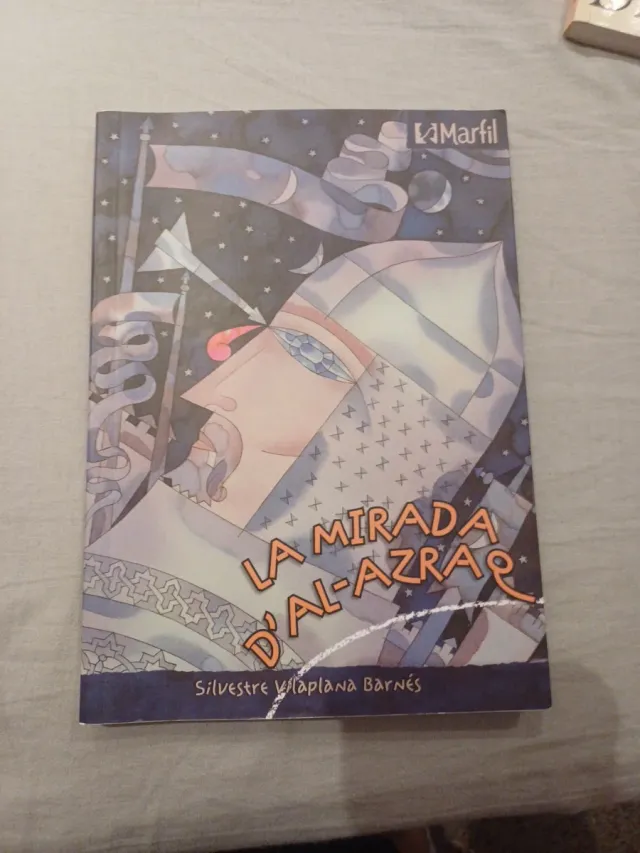 Marfil
LA MIRADA
D'AL-AZRAQ
Silvestre Vilaplana Barnés